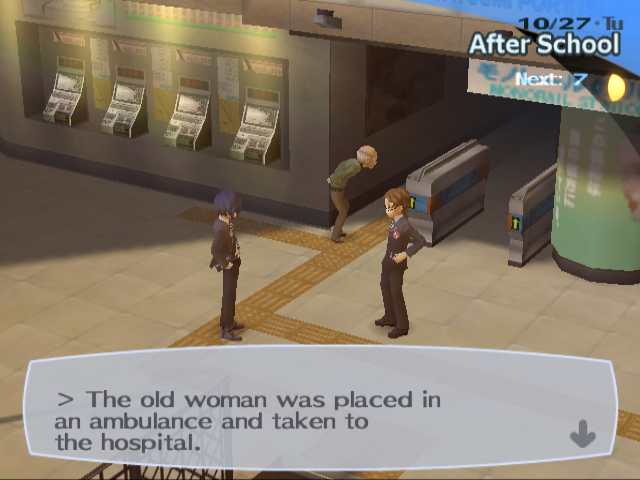 10/27 · Tu
After School
Next: 7
> The old woman was placed in
an ambulance and taken to
the hospital.